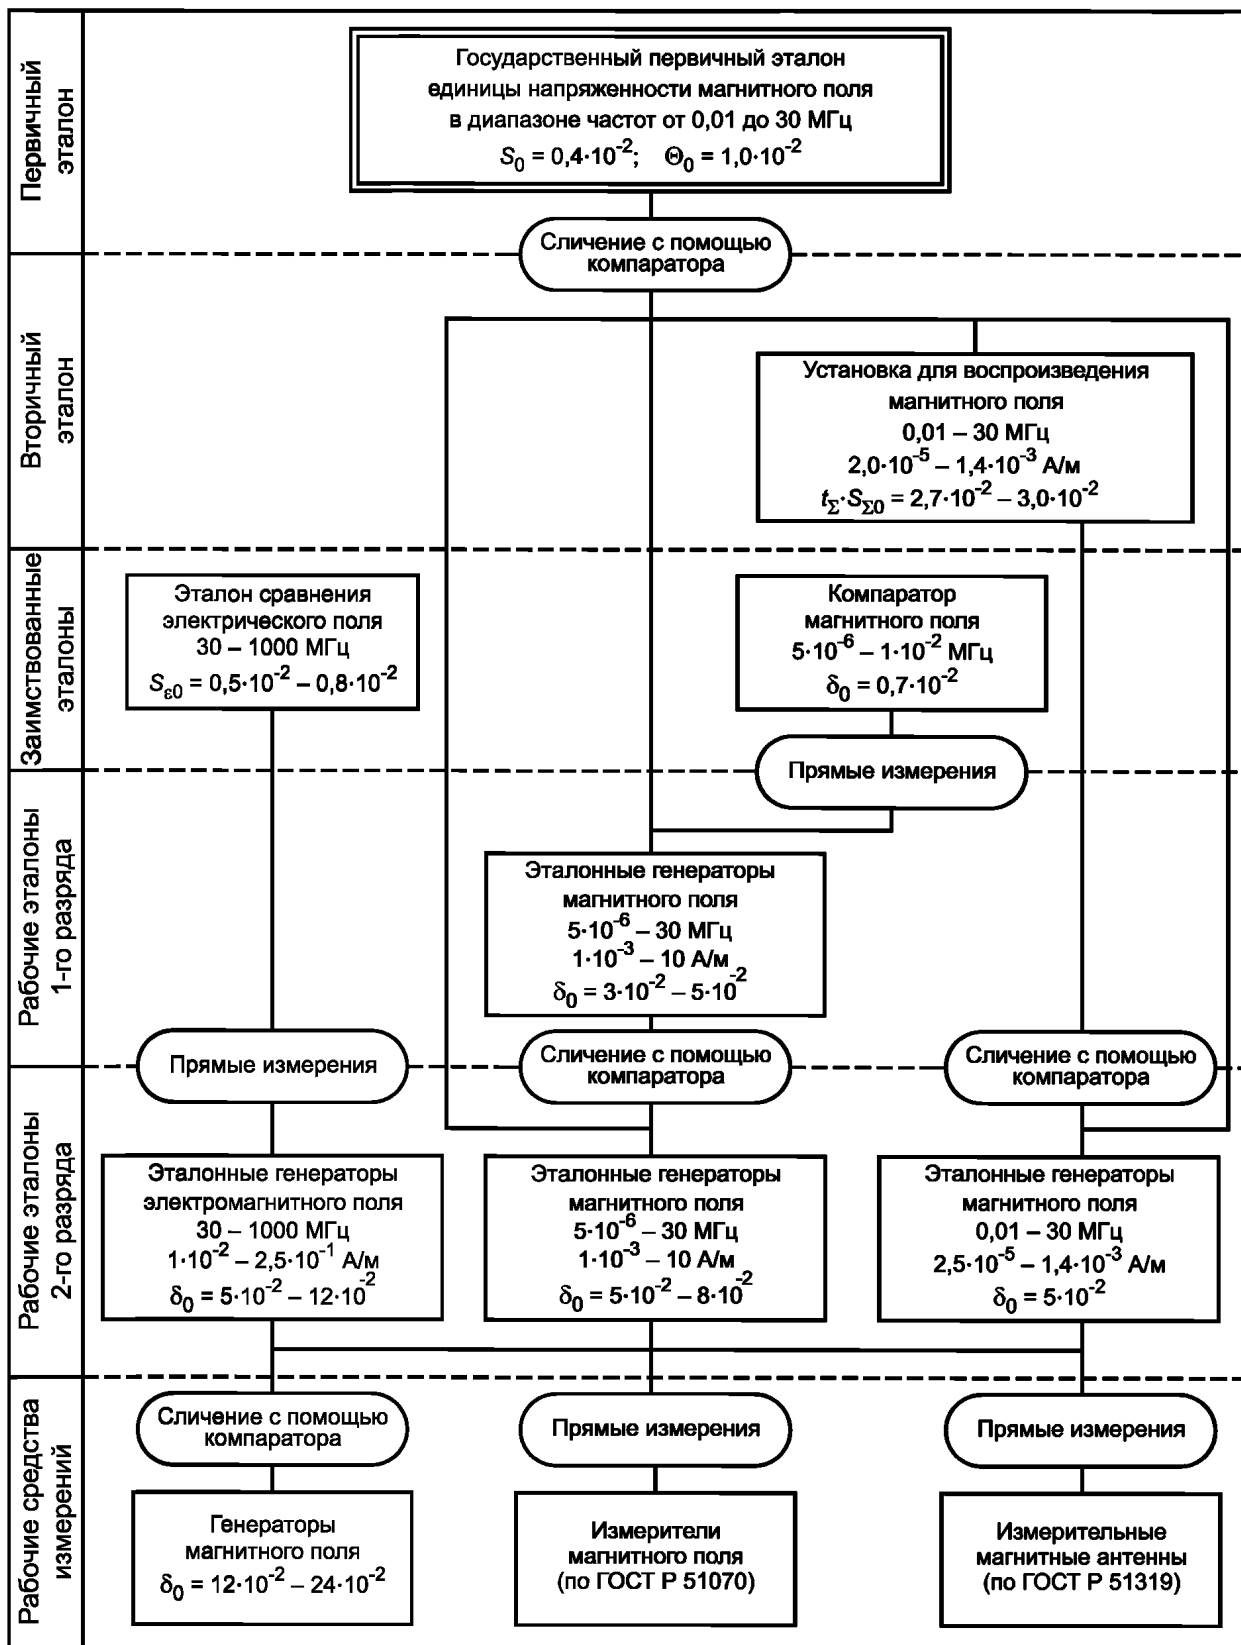 Первичный
эталон
Государственный первичный эталон
единицы напряженности магнитного поля
в диапазоне частот от 0,01 до 30 МГц
S₀ = 0,4·10⁻²; Θ₀ = 1,0·10⁻²
Сличение с помощью
компаратора
Вторичный
эталон
Установка для воспроизведения
магнитного поля
0,01 – 30 МГц
2,0·10⁻⁵ – 1,4·10⁻³ А/м
t_Σ·S_Σ0 = 2,7·10⁻² – 3,0·10⁻²
Заимствованные
эталоны
Эталон сравнения
электрического поля
30 – 1000 МГц
S_ε0 = 0,5·10⁻² – 0,8·10⁻²
Компаратор
магнитного поля
5·10⁻⁶ – 1·10⁻² МГц
δ₀ = 0,7·10⁻²
Прямые измерения
Рабочие эталоны
1-го разряда
Эталонные генераторы
магнитного поля
5·10⁻⁶ – 30 МГц
1·10⁻³ – 10 А/м
δ₀ = 3·10⁻² – 5·10⁻²
Прямые измерения
Сличение с помощью
компаратора
Сличение с помощью
компаратора
Рабочие эталоны
2-го разряда
Эталонные генераторы
электромагнитного поля
30 – 1000 МГц
1·10⁻² – 2,5·10⁻¹ А/м
δ₀ = 5·10⁻² – 12·10⁻²
Эталонные генераторы
магнитного поля
5·10⁻⁶ – 30 МГц
1·10⁻³ – 10 А/м
δ₀ = 5·10⁻² – 8·10⁻²
Эталонные генераторы
магнитного поля
0,01 – 30 МГц
2,5·10⁻⁵ – 1,4·10⁻³ А/м
δ₀ = 5·10⁻²
Рабочие средства
измерений
Сличение с помощью
компаратора
Прямые измерения
Прямые измерения
Генераторы
магнитного поля
δ₀ = 12·10⁻² – 24·10⁻²
Измерители
магнитного поля
(по ГОСТ Р 51070)
Измерительные
магнитные антенны
(по ГОСТ Р 51319)